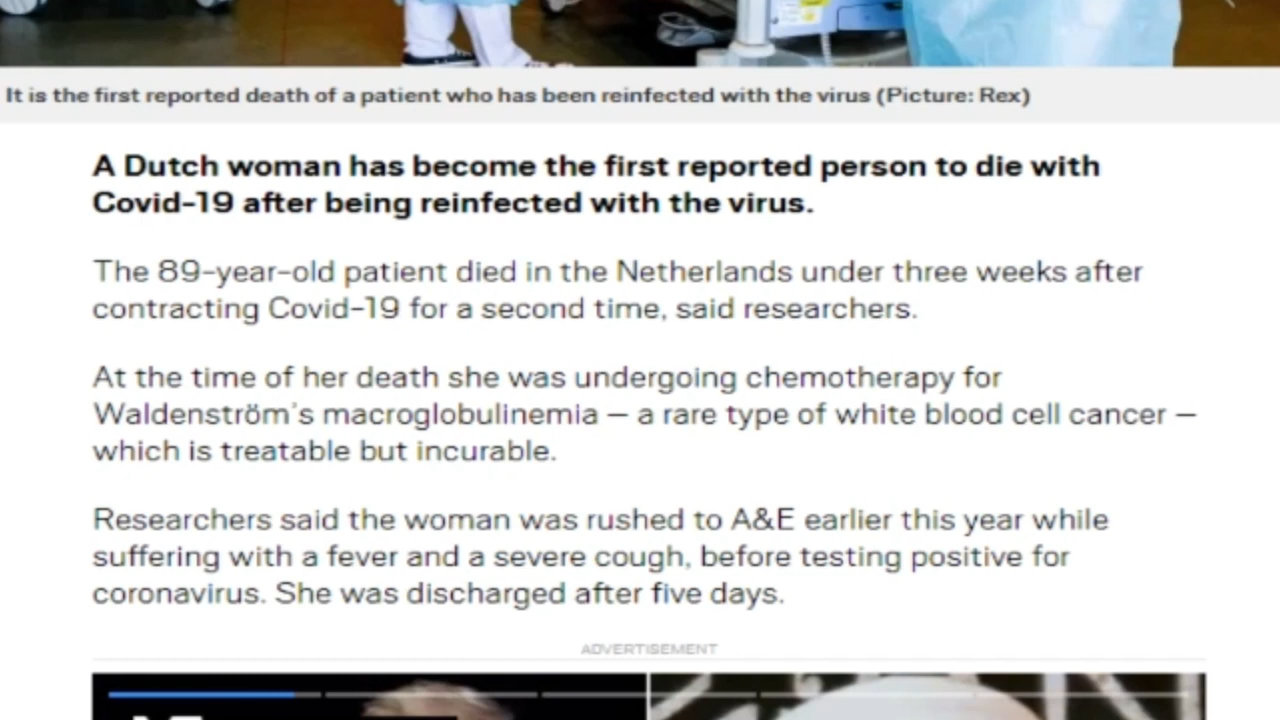 It is the first reported death of a patient who has been reinfected with the virus (Picture: Rex)
A Dutch woman has become the first reported person to die with
Covid-19 after being reinfected with the virus.
The 89-year-old patient died in the Netherlands under three weeks after
contracting Covid-19 for a second time, said researchers.
At the time of her death she was undergoing chemotherapy for
Waldenström's macroglobulinemia – a rare type of white blood cell cancer –
which is treatable but incurable.
Researchers said the woman was rushed to A&E earlier this year while
suffering with a fever and a severe cough, before testing positive for
coronavirus. She was discharged after five days.
ADVERTISEMENT